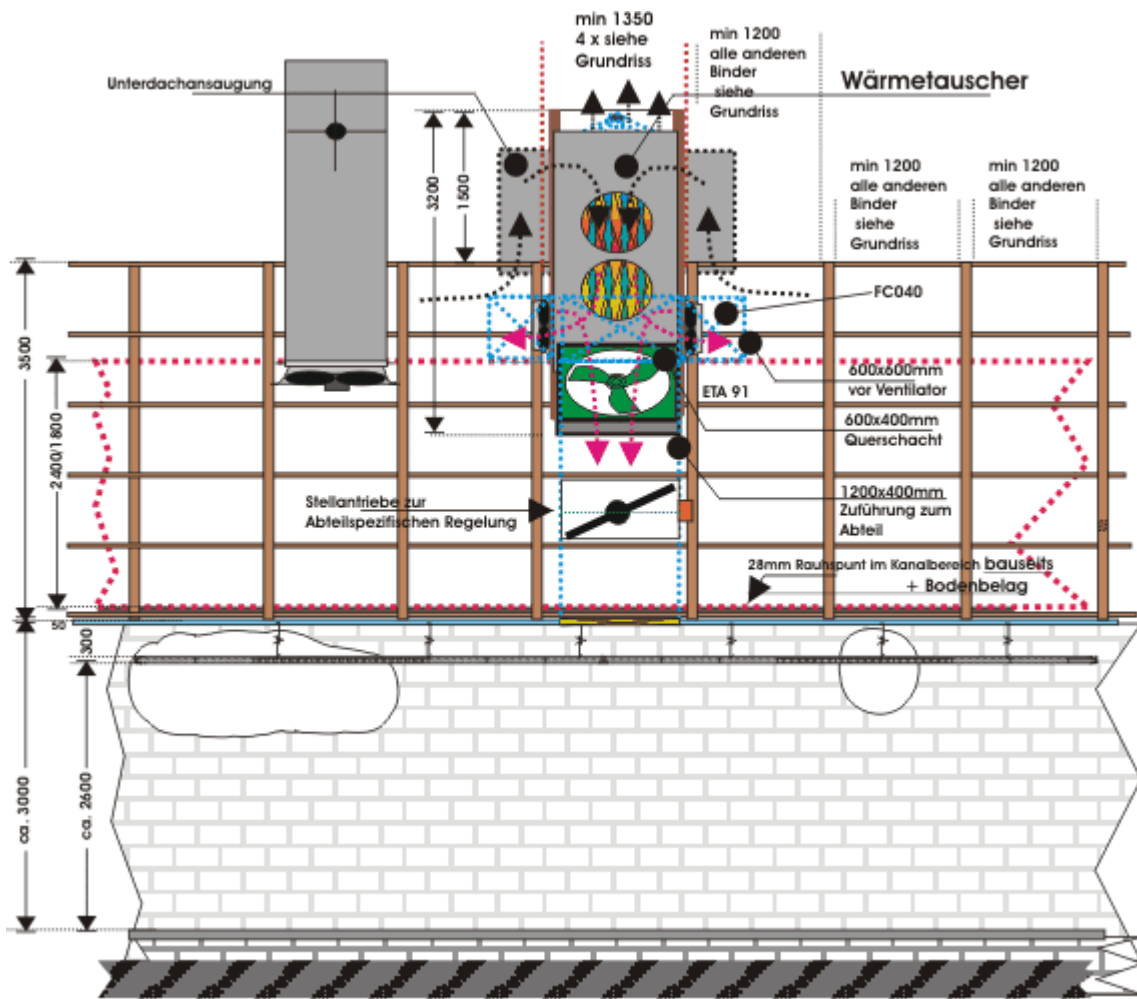 min 1350
4 x siehe
Grundriss
min 1200
alle anderen
Binder
siehe
Grundriss
Wärmetauscher
Unterdachansaugung
min 1200
alle anderen
Binder
siehe
Grundriss
min 1200
alle anderen
Binder
siehe
Grundriss
3200
1500
FC040
3500
600x600mm
vor Ventilator
ETA 91
600x400mm
Querschacht
2400/1800
1200x400mm
Zuführung zum
Abteil
Stellantriebe zur
Abteilspezifischen Regelung
28mm Rauhspunt im Kanalbereich bauseits
+ Bodenbelag
50
300
ca. 3000
ca. 2600